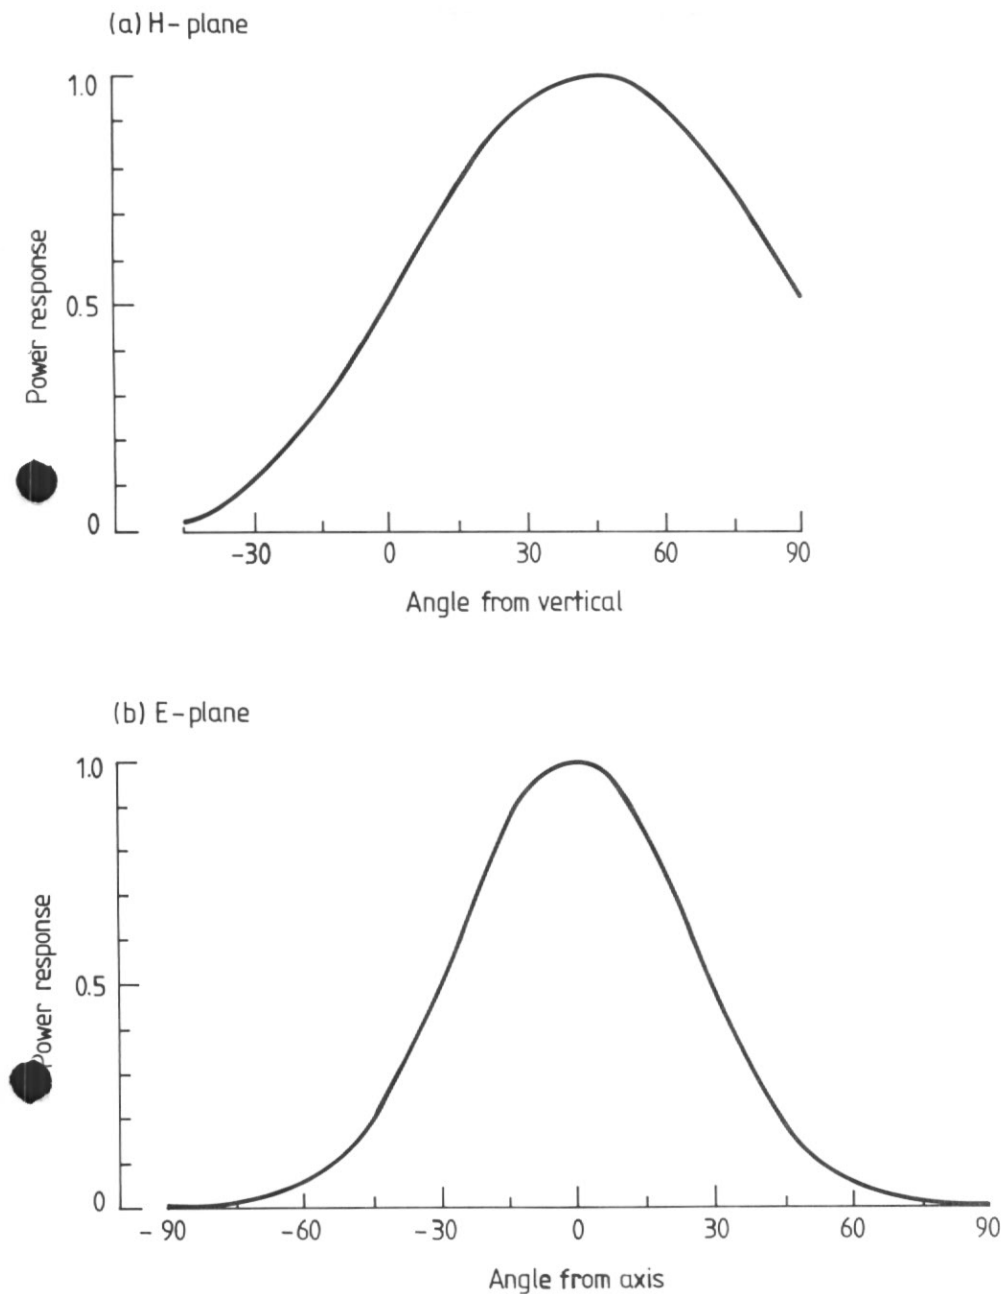 (a) H-plane
1.0
Power response
0.5
0
-30 0 30 60 90
Angle from vertical
(b) E-plane
1.0
Power response
0.5
0
-90 -60 -30 0 30 60 90
Angle from axis